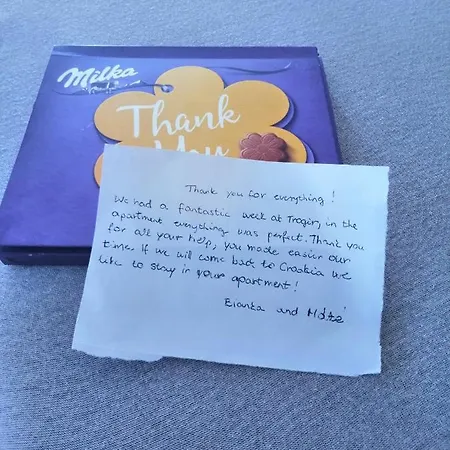 Milka
Thank
You
Thank you for everything!
We had a fantastic week at Trogir, in the
apartment everything was perfect. Thank you
for all your help, you made easier our
time. If we will come back to Croatia we
like to stay in your apartment!
and